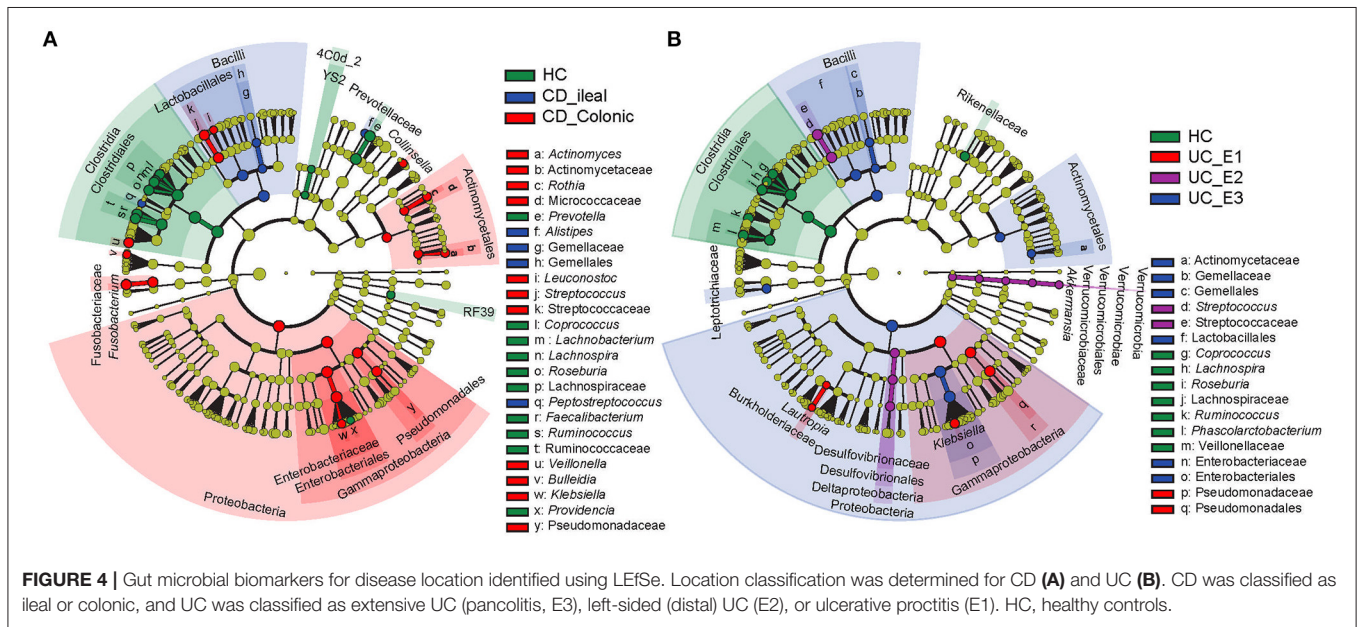 A
B
4C0d_2
YS2
Bacilli
Lactobacillales
h
g
k
i
j
Prevotellaceae
f e
Collinsella
Clostridia
Clostridiales
p
o n m l
q
t
s r
v u
Actinomycetales
c
d
b
a
Fusobacteriaceae
Fusobacterium
RF39
w x
y
Pseudomonadales
Enterobacteriaceae
Enterobacteriales
Gammaproteobacteria
Proteobacteria
HC
CD_ileal
CD_Colonic
a: Actinomyces
b: Actinomycetaceae
c: Rothia
d: Micrococcaceae
e: Prevotella
f: Alistipes
g: Gemellaceae
h: Gemellales
i: Leuconostoc
j: Streptococcus
k: Streptococcaceae
l: Coprococcus
m: Lachnobacterium
n: Lachnospira
o: Roseburia
p: Lachnospiraceae
q: Peptostreptococcus
r: Faecalibacterium
s: Ruminococcus
t: Ruminococcaceae
u: Veillonella
v: Bulleidia
w: Klebsiella
x: Providencia
y: Pseudomonadaceae
Bacilli
c
f
b
e
d
Rikenellaceae
Clostridia
Clostridiales
j
i h g
k
m
l
Actinomycetales
a
Leptotrichiaceae
Akkermansia
Verrucomicrobiaceae
Verrucomicrobiales
Verrucomicrobiae
Verrucomicrobia
Lautropia
Burkholderiaceae
Klebsiella
o
p
q
r
Desulfovibrionaceae
Desulfovibrionales
Deltaproteobacteria
Gammaproteobacteria
Proteobacteria
HC
UC_E1
UC_E2
UC_E3
a: Actinomycetaceae
b: Gemellaceae
c: Gemellales
d: Streptococcus
e: Streptococcaceae
f: Lactobacillales
g: Coprococcus
h: Lachnospira
i: Roseburia
j: Lachnospiraceae
k: Ruminococcus
l: Phascolarctobacterium
m: Veillonellaceae
n: Enterobacteriaceae
o: Enterobacteriales
p: Pseudomonadaceae
q: Pseudomonadales
FIGURE 4 | Gut microbial biomarkers for disease location identified using LEfSe. Location classification was determined for CD (A) and UC (B). CD was classified as
ileal or colonic, and UC was classified as extensive UC (pancolitis, E3), left-sided (distal) UC (E2), or ulcerative proctitis (E1). HC, healthy controls.